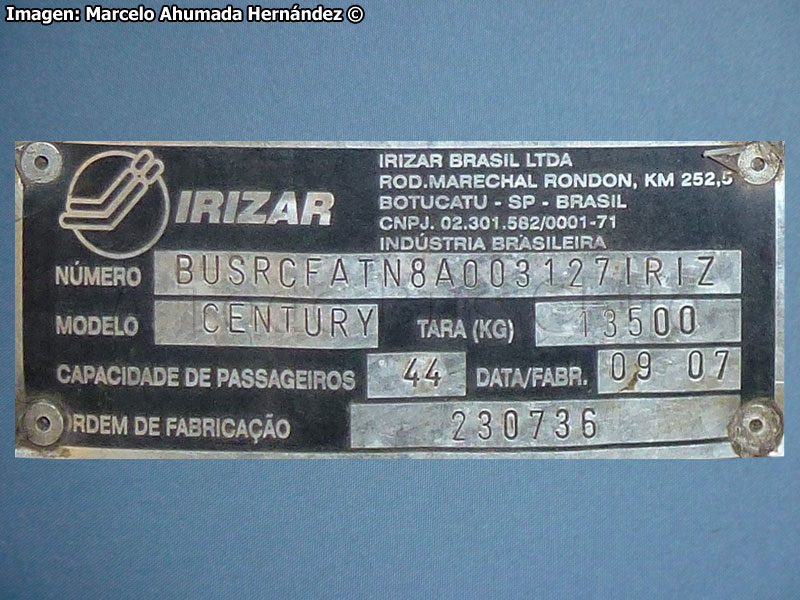 Imagen: Marcelo Ahumada Hernández ©
IRIZAR
IRIZAR BRASIL LTDA
ROD.MARECHAL RONDON, KM 252,5
BOTUCATU - SP - BRASIL
CNPJ. 02.301.582/0001-71
INDÚSTRIA BRASILEIRA
NÚMERO BUSRCFATN8A003127IRIZ
MODELO CENTURY TARA (KG) 13500
CAPACIDADE DE PASSAGEIROS 44 DATA/FABR. 09 07
ORDEM DE FABRICAÇÃO 230736